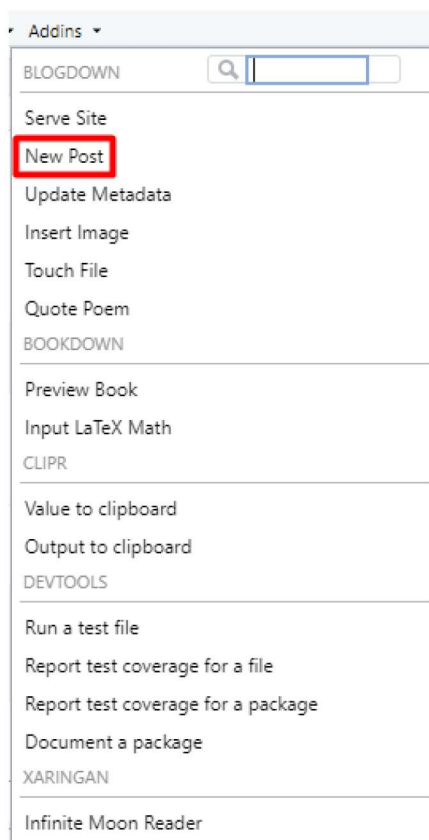 Addins
BLOGDOWN
Serve Site
New Post
Update Metadata
Insert Image
Touch File
Quote Poem
BOOKDOWN
Preview Book
Input LaTeX Math
CLIPR
Value to clipboard
Output to clipboard
DEVTOOLS
Run a test file
Report test coverage for a file
Report test coverage for a package
Document a package
XARINGAN
Infinite Moon Reader